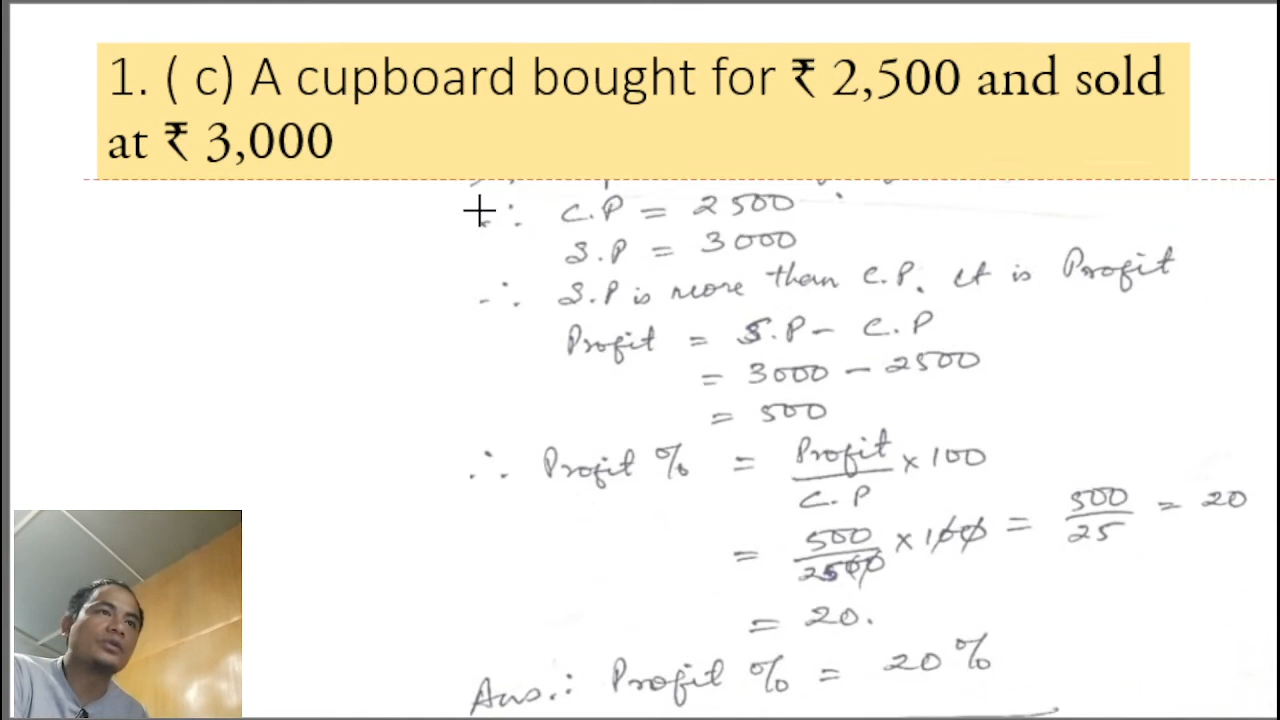 1. ( c) A cupboard bought for ₹ 2,500 and sold
at ₹ 3,000
∴ C.P = 2500
S.P = 3000
∴ S.P is more than C.P. It is Profit
Profit = S.P - C.P
= 3000 - 2500
= 500
∴ Profit % = Profit/C.P × 100
= 500/2500 × 100 = 500/25 = 20
= 20.
Ans.: Profit % = 20%